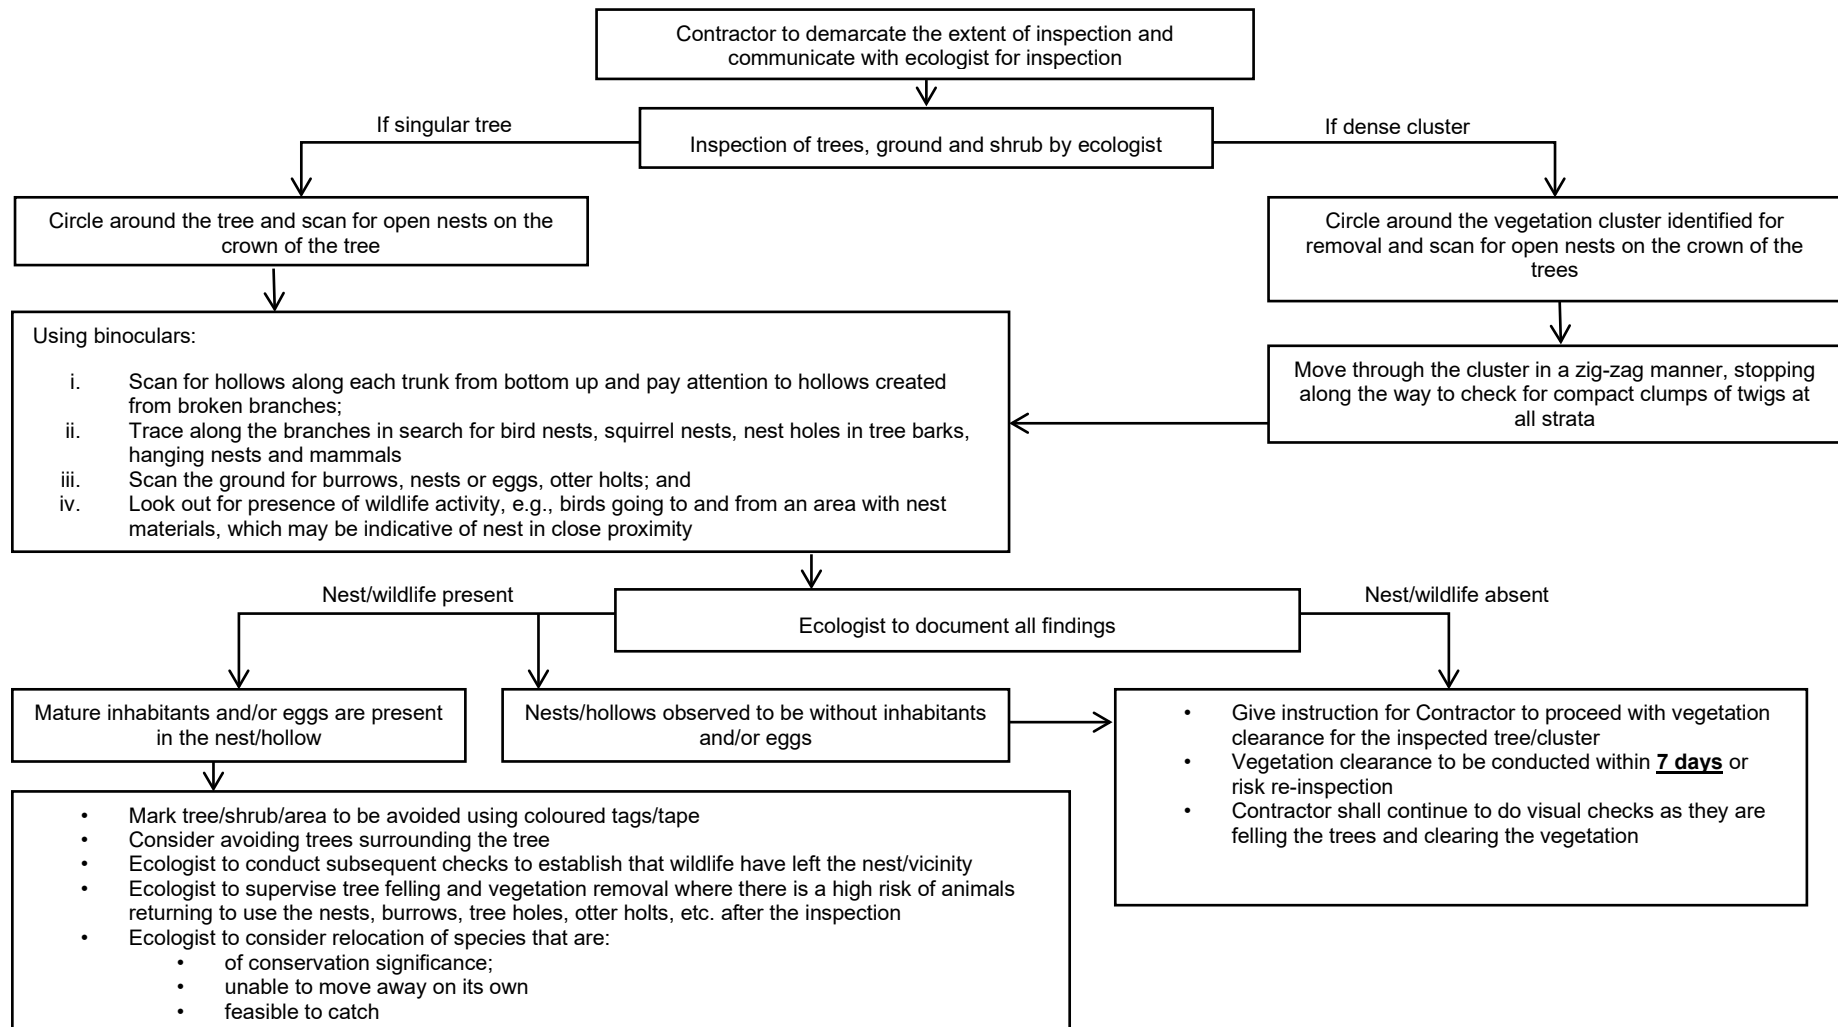 Contractor to demarcate the extent of inspection and
communicate with ecologist for inspection
If singular tree
If dense cluster
Inspection of trees, ground and shrub by ecologist
Circle around the tree and scan for open nests on the
crown of the tree
Circle around the vegetation cluster identified for
removal and scan for open nests on the crown of the
trees
Using binoculars:
i. Scan for hollows along each trunk from bottom up and pay attention to hollows created
from broken branches;
ii. Trace along the branches in search for bird nests, squirrel nests, nest holes in tree barks,
hanging nests and mammals
iii. Scan the ground for burrows, nests or eggs, otter holts; and
iv. Look out for presence of wildlife activity, e.g., birds going to and from an area with nest
materials, which may be indicative of nest in close proximity
Move through the cluster in a zig-zag manner, stopping
along the way to check for compact clumps of twigs at
all strata
Nest/wildlife present
Nest/wildlife absent
Ecologist to document all findings
Mature inhabitants and/or eggs are present
in the nest/hollow
Nests/hollows observed to be without inhabitants
and/or eggs
• Give instruction for Contractor to proceed with vegetation
clearance for the inspected tree/cluster
• Vegetation clearance to be conducted within 7 days or
risk re-inspection
• Contractor shall continue to do visual checks as they are
felling the trees and clearing the vegetation
• Mark tree/shrub/area to be avoided using coloured tags/tape
• Consider avoiding trees surrounding the tree
• Ecologist to conduct subsequent checks to establish that wildlife have left the nest/vicinity
• Ecologist to supervise tree felling and vegetation removal where there is a high risk of animals
returning to use the nests, burrows, tree holes, otter holts, etc. after the inspection
• Ecologist to consider relocation of species that are:
• of conservation significance;
• unable to move away on its own
• feasible to catch